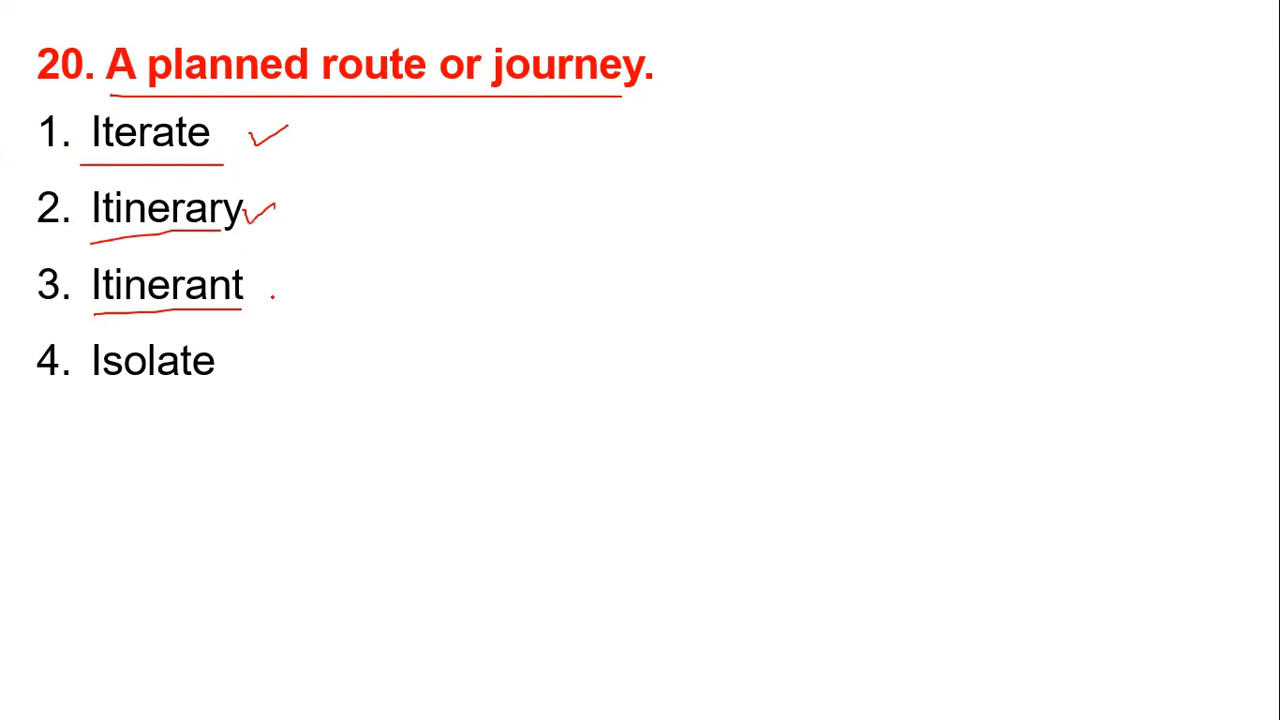 20. A planned route or journey.
1. Iterate
2. Itinerary
3. Itinerant
4. Isolate